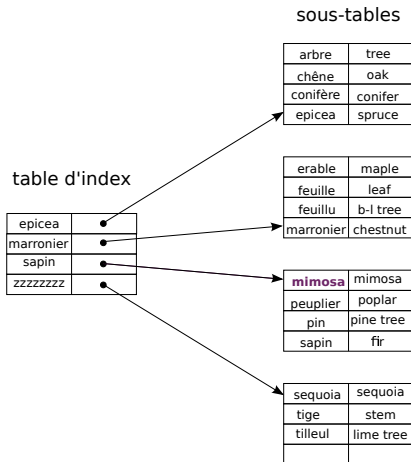 sous-tables
arbre tree
chêne oak
conifère conifer
epicea spruce
erable maple
feuille leaf
feuillu b-l tree
marronier chestnut
table d'index
epicea
marronier
sapin
zzzzzzzz
mimosa mimosa
peuplier poplar
pin pine tree
sapin fir
sequoia sequoia
tige stem
tilleul lime tree